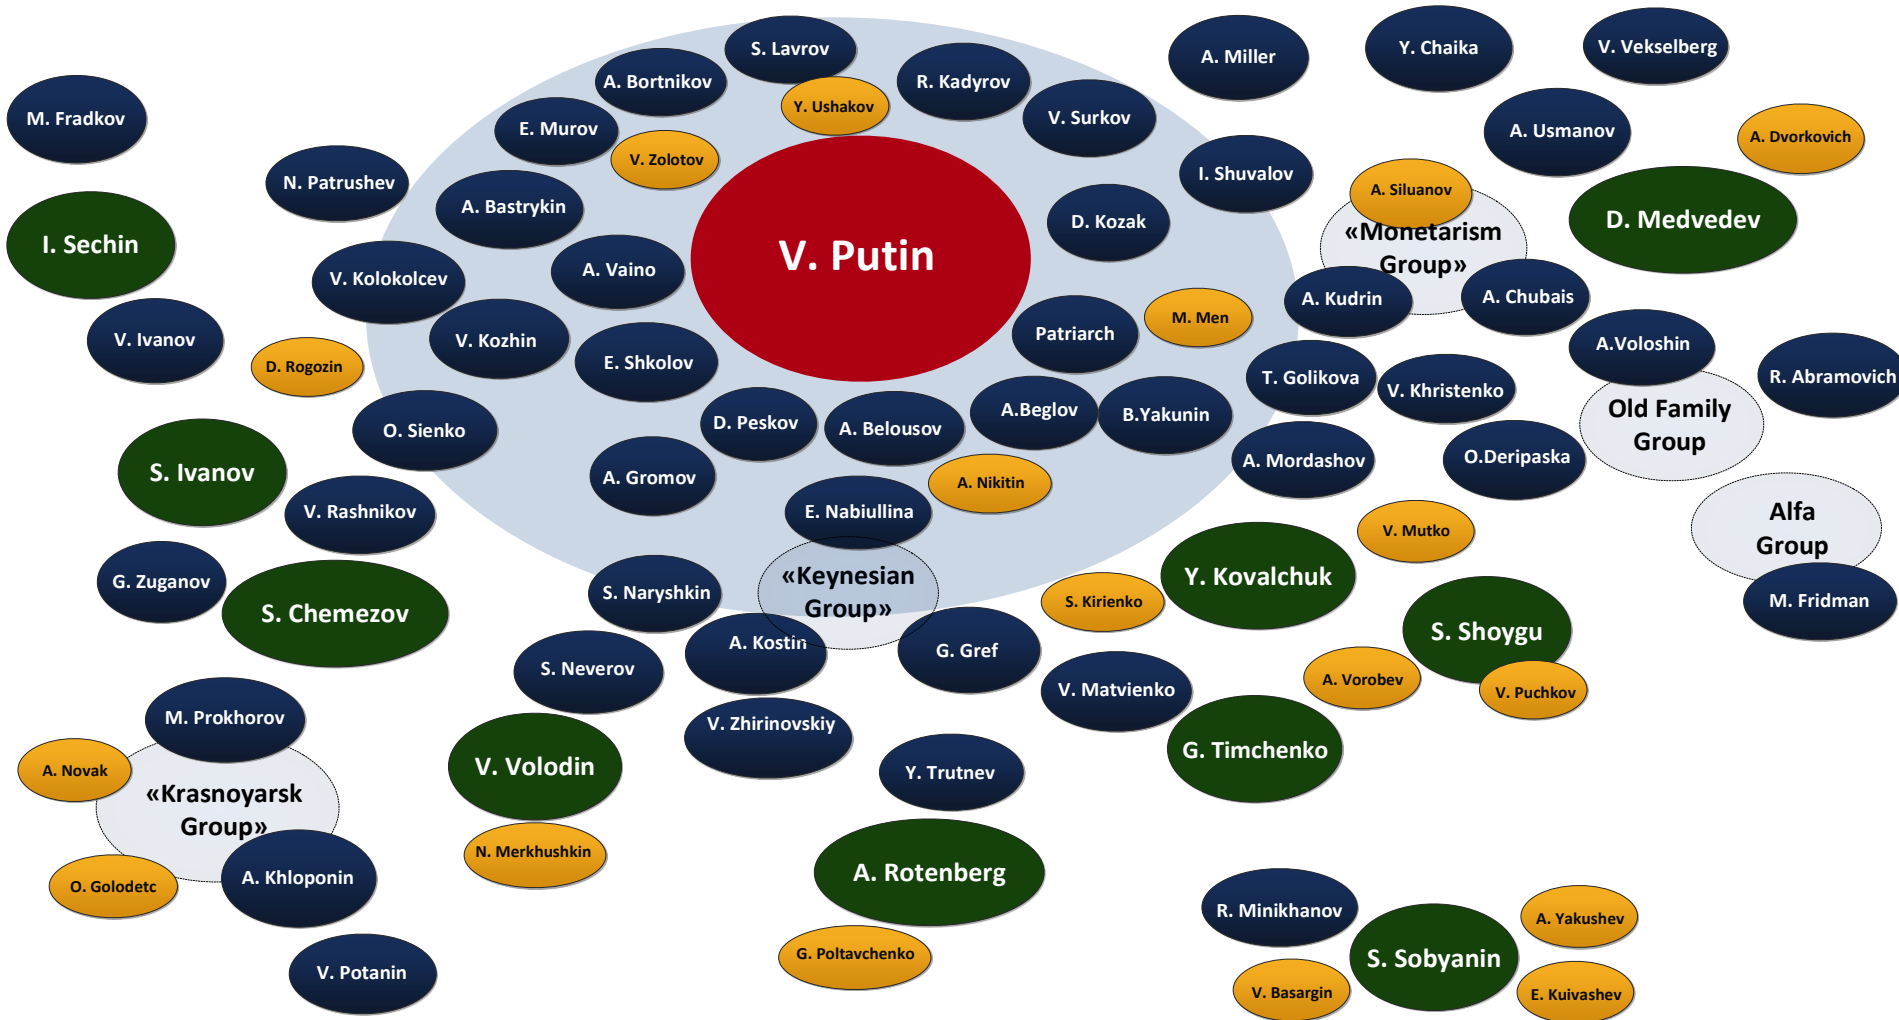 S. Lavrov
Y. Chaika
V. Vekselberg
A. Miller
A. Bortnikov
R. Kadyrov
Y. Ushakov
M. Fradkov
E. Murov
V. Surkov
A. Usmanov
A. Dvorkovich
V. Zolotov
N. Patrushev
I. Shuvalov
A. Siluanov
A. Bastrykin
D. Kozak
D. Medvedev
I. Sechin
V. Putin
«Monetarism
Group»
A. Vaino
V. Kolokolcev
A. Kudrin
A. Chubais
M. Men
V. Ivanov
V. Kozhin
Patriarch
A.Voloshin
D. Rogozin
E. Shkolov
T. Golikova
V. Khristenko
R. Abramovich
Old Family
Group
O. Sienko
D. Peskov
A. Belousov
A.Beglov
B.Yakunin
S. Ivanov
A. Gromov
A. Nikitin
A. Mordashov
O.Deripaska
V. Rashnikov
E. Nabiullina
V. Mutko
Alfa
Group
G. Zuganov
S. Naryshkin
«Keynesian
Group»
S. Kirienko
Y. Kovalchuk
M. Fridman
S. Chemezov
S. Shoygu
S. Neverov
A. Kostin
G. Gref
V. Matvienko
A. Vorobev
V. Puchkov
M. Prokhorov
V. Zhirinovskiy
G. Timchenko
A. Novak
V. Volodin
Y. Trutnev
«Krasnoyarsk
Group»
N. Merkhushkin
O. Golodetc
A. Khloponin
A. Rotenberg
R. Minikhanov
A. Yakushev
V. Potanin
G. Poltavchenko
S. Sobyanin
V. Basargin
E. Kuivashev